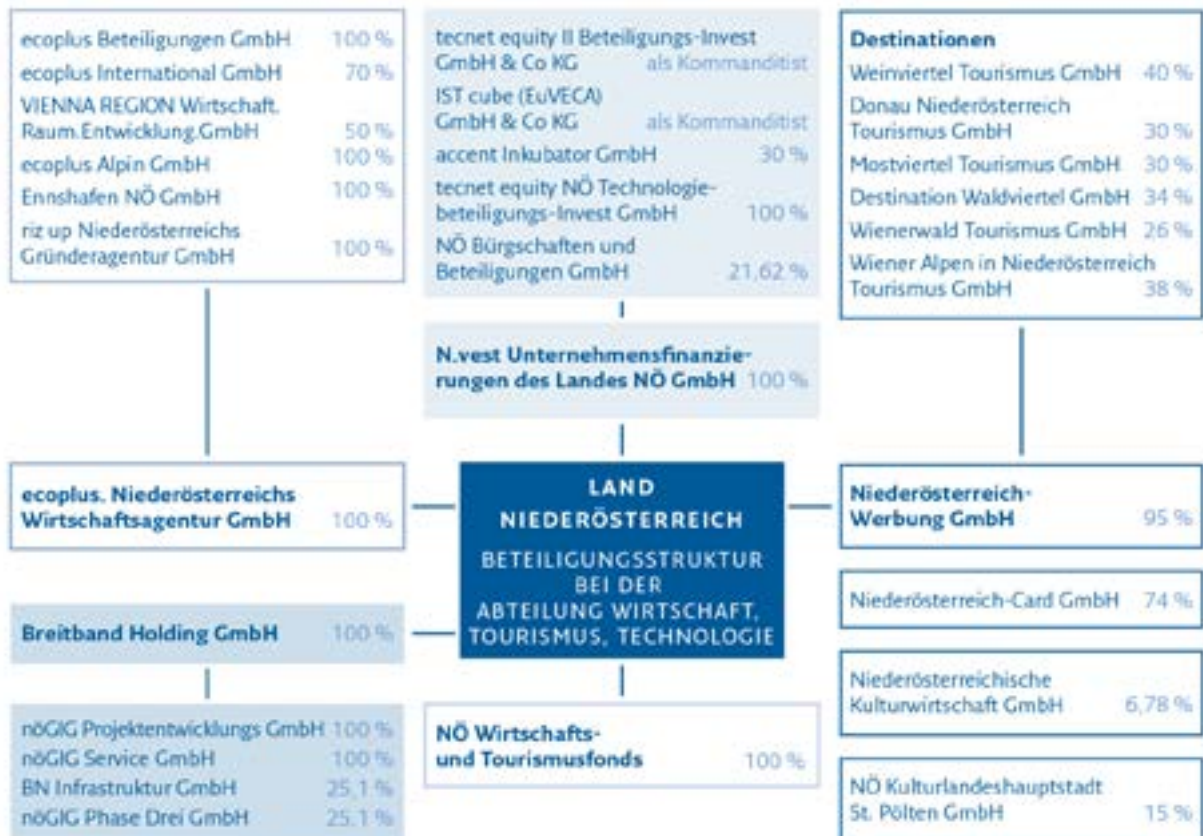 ecoplus Beteiligungen GmbH 100 %
ecoplus International GmbH 70 %
VIENNA REGION Wirtschaft.
Raum.Entwicklung.GmbH 50 %
ecoplus Alpin GmbH 100 %
Ennshafen NÖ GmbH 100 %
riz up Niederösterreichs
Gründeragentur GmbH 100 %
tecnet equity II Beteiligungs-Invest
GmbH & Co KG als Kommanditist
IST cube (EuVECA)
GmbH & Co KG als Kommanditist
accent Inkubator GmbH 30 %
tecnet equity NÖ Technologie-
beteiligungs-Invest GmbH 100 %
NÖ Bürgschaften und
Beteiligungen GmbH 21,62 %
Destinationen
Weinviertel Tourismus GmbH 40 %
Donau Niederösterreich
Tourismus GmbH 30 %
Mostviertel Tourismus GmbH 30 %
Destination Waldviertel GmbH 34 %
Wienerwald Tourismus GmbH 26 %
Wiener Alpen in Niederösterreich
Tourismus GmbH 38 %
N.vest Unternehmensfinanzie-
rungen des Landes NÖ GmbH 100 %
ecoplus. Niederösterreichs
Wirtschaftsagentur GmbH 100 %
LAND
NIEDERÖSTERREICH
BETEILIGUNGSSTRUKTUR
BEI DER
ABTEILUNG WIRTSCHAFT,
TOURISMUS, TECHNOLOGIE
Niederösterreich-
Werbung GmbH 95 %
Niederösterreich-Card GmbH 74 %
Breitband Holding GmbH 100 %
Niederösterreichische
Kulturwirtschaft GmbH 6,78 %
nöGIG Projektentwicklungs GmbH 100 %
nöGIG Service GmbH 100 %
BN Infrastruktur GmbH 25,1 %
nöGIG Phase Drei GmbH 25,1 %
NÖ Wirtschafts-
und Tourismusfonds 100 %
NÖ Kulturlandeshauptstadt
St. Pölten GmbH 15 %